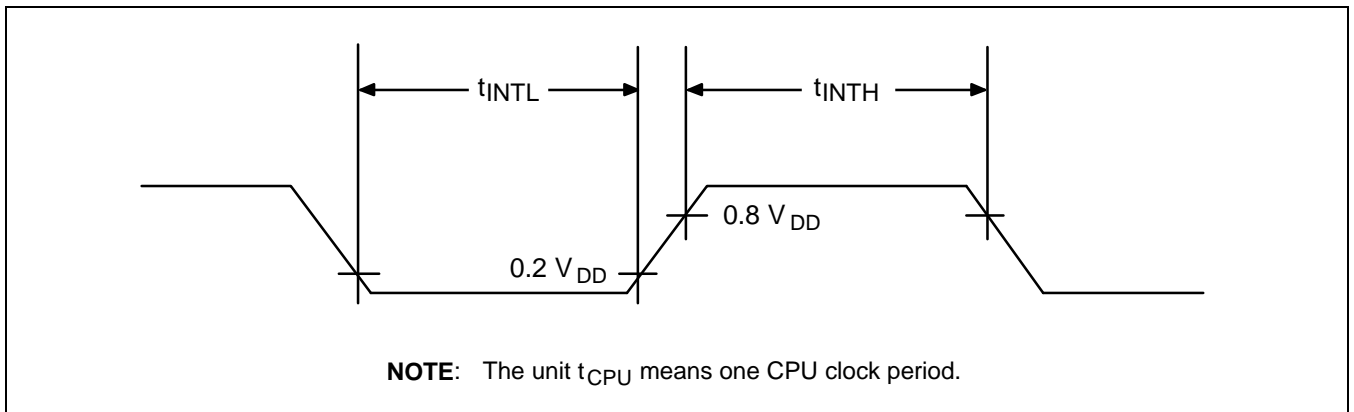 tINTL
tINTH
0.8 VDD
0.2 VDD
NOTE: The unit tCPU means one CPU clock period.